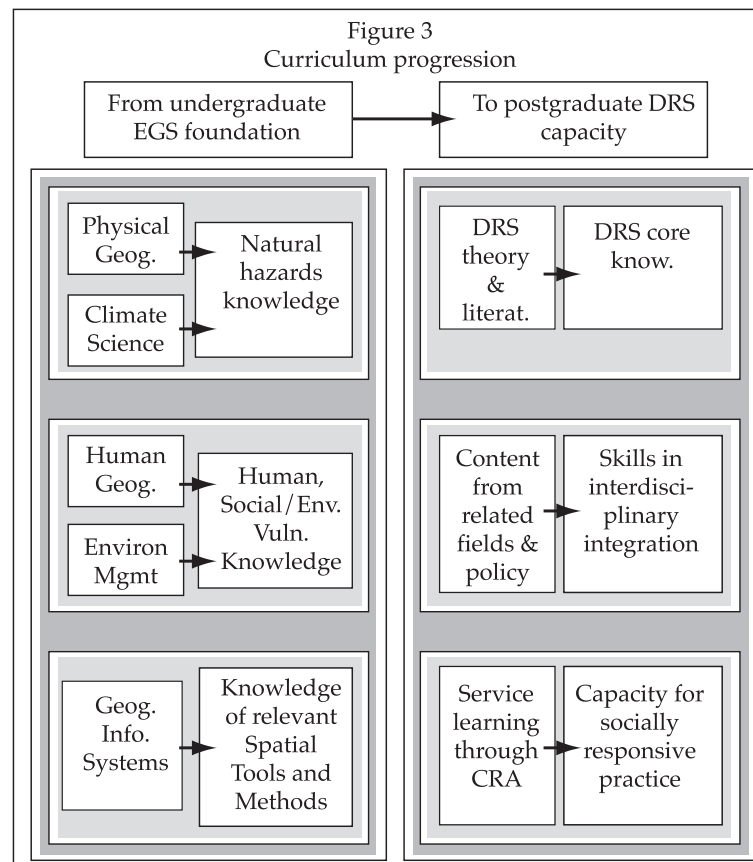 Figure 3
Curriculum progression
From undergraduate
EGS foundation
To postgraduate DRS
capacity
Physical
Geog.
Climate
Science
Natural
hazards
knowledge
Human
Geog.
Environ
Mgmt
Human,
Social/Env.
Vuln.
Knowledge
Geog.
Info.
Systems
Knowledge
of relevant
Spatial
Tools and
Methods
DRS
theory
&
literat.
DRS core
know.
Content
from
related
fields &
policy
Skills in
interdisci-
plinary
integration
Service
learning
through
CRA
Capacity for
socially
responsive
practice